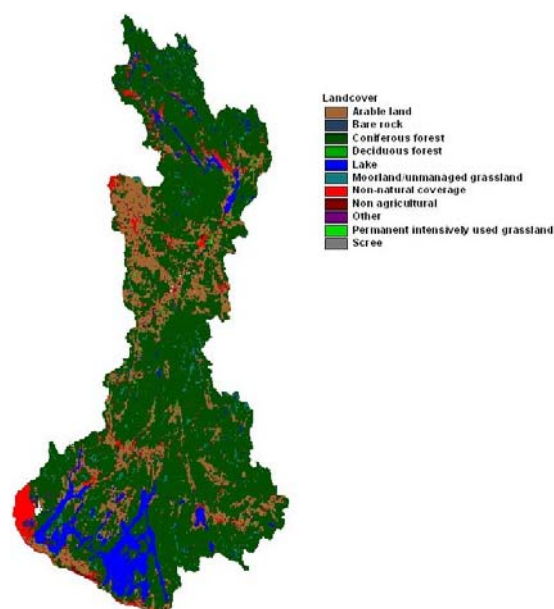 Landcover
Arable land
Bare rock
Coniferous forest
Deciduous forest
Lake
Moorland/unmanaged grassland
Non-natural coverage
Non agricultural
Other
Permanent intensively used grassland
Scree